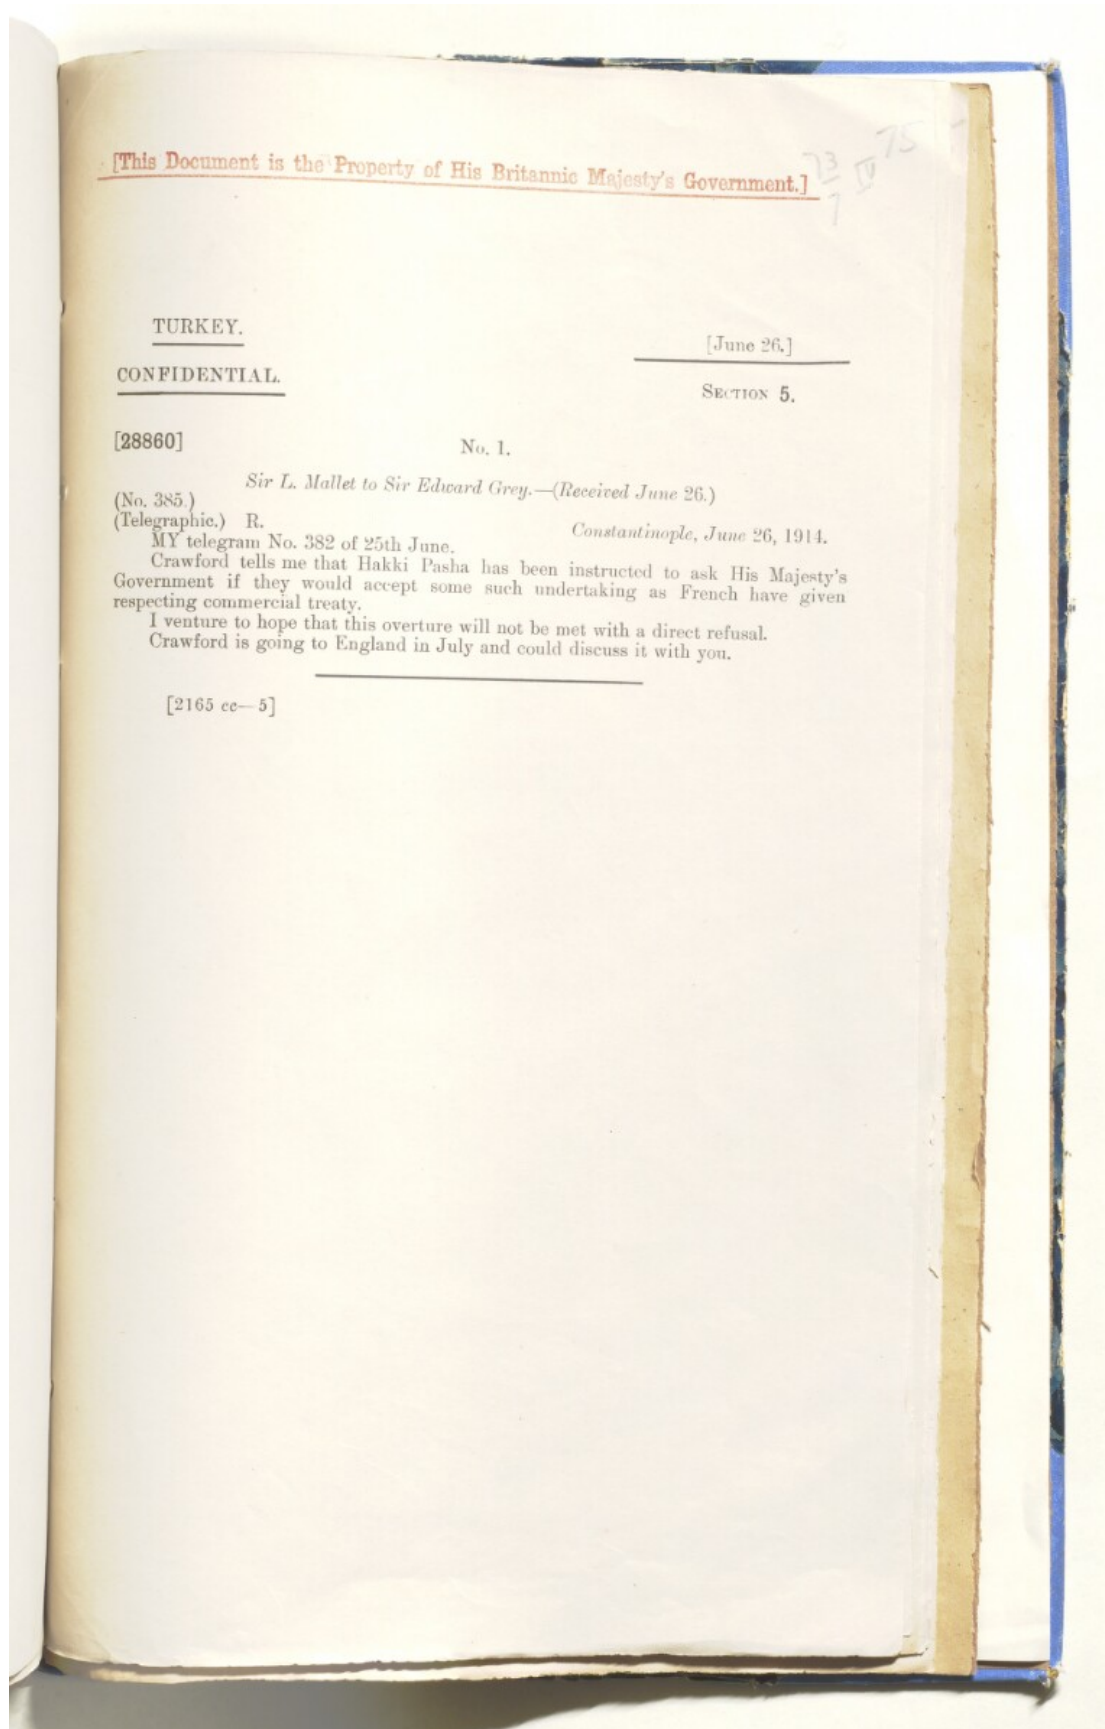 [This Document is the Property of His Britannic Majesty's Government.]
75
73
IV
7
TURKEY.
[June 26.]
CONFIDENTIAL.
SECTION 5.
[28860]
No. 1.
Sir L. Mallet to Sir Edward Grey.—(Received June 26.)
(No. 385.)
(Telegraphic.) R.
Constantinople, June 26, 1914.
MY telegram No. 382 of 25th June.
Crawford tells me that Hakki Pasha has been instructed to ask His Majesty's
Government if they would accept some such undertaking as French have given
respecting commercial treaty.
I venture to hope that this overture will not be met with a direct refusal.
Crawford is going to England in July and could discuss it with you.
[2165 cc—5]